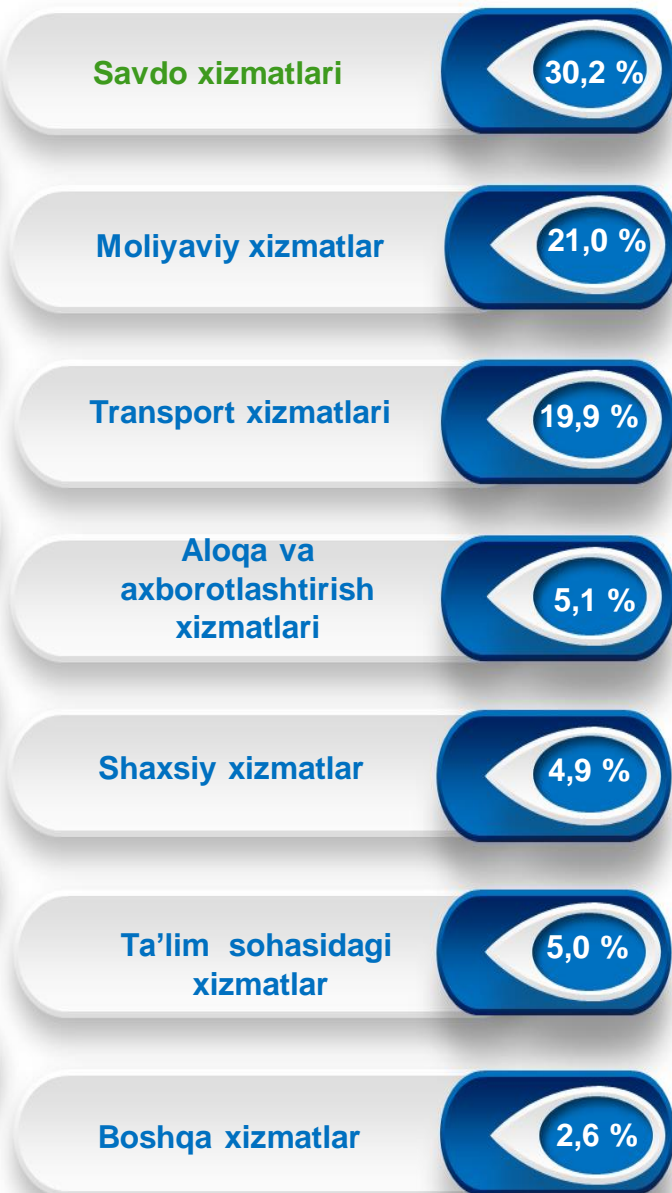 Savdo xizmatlari
30,2 %
Moliyaviy xizmatlar
21,0 %
Transport xizmatlari
19,9 %
Aloqa va
axborotlashtirish
xizmatlari
5,1 %
Shaxsiy xizmatlar
4,9 %
Ta’lim sohasidagi
xizmatlar
5,0 %
Boshqa xizmatlar
2,6 %